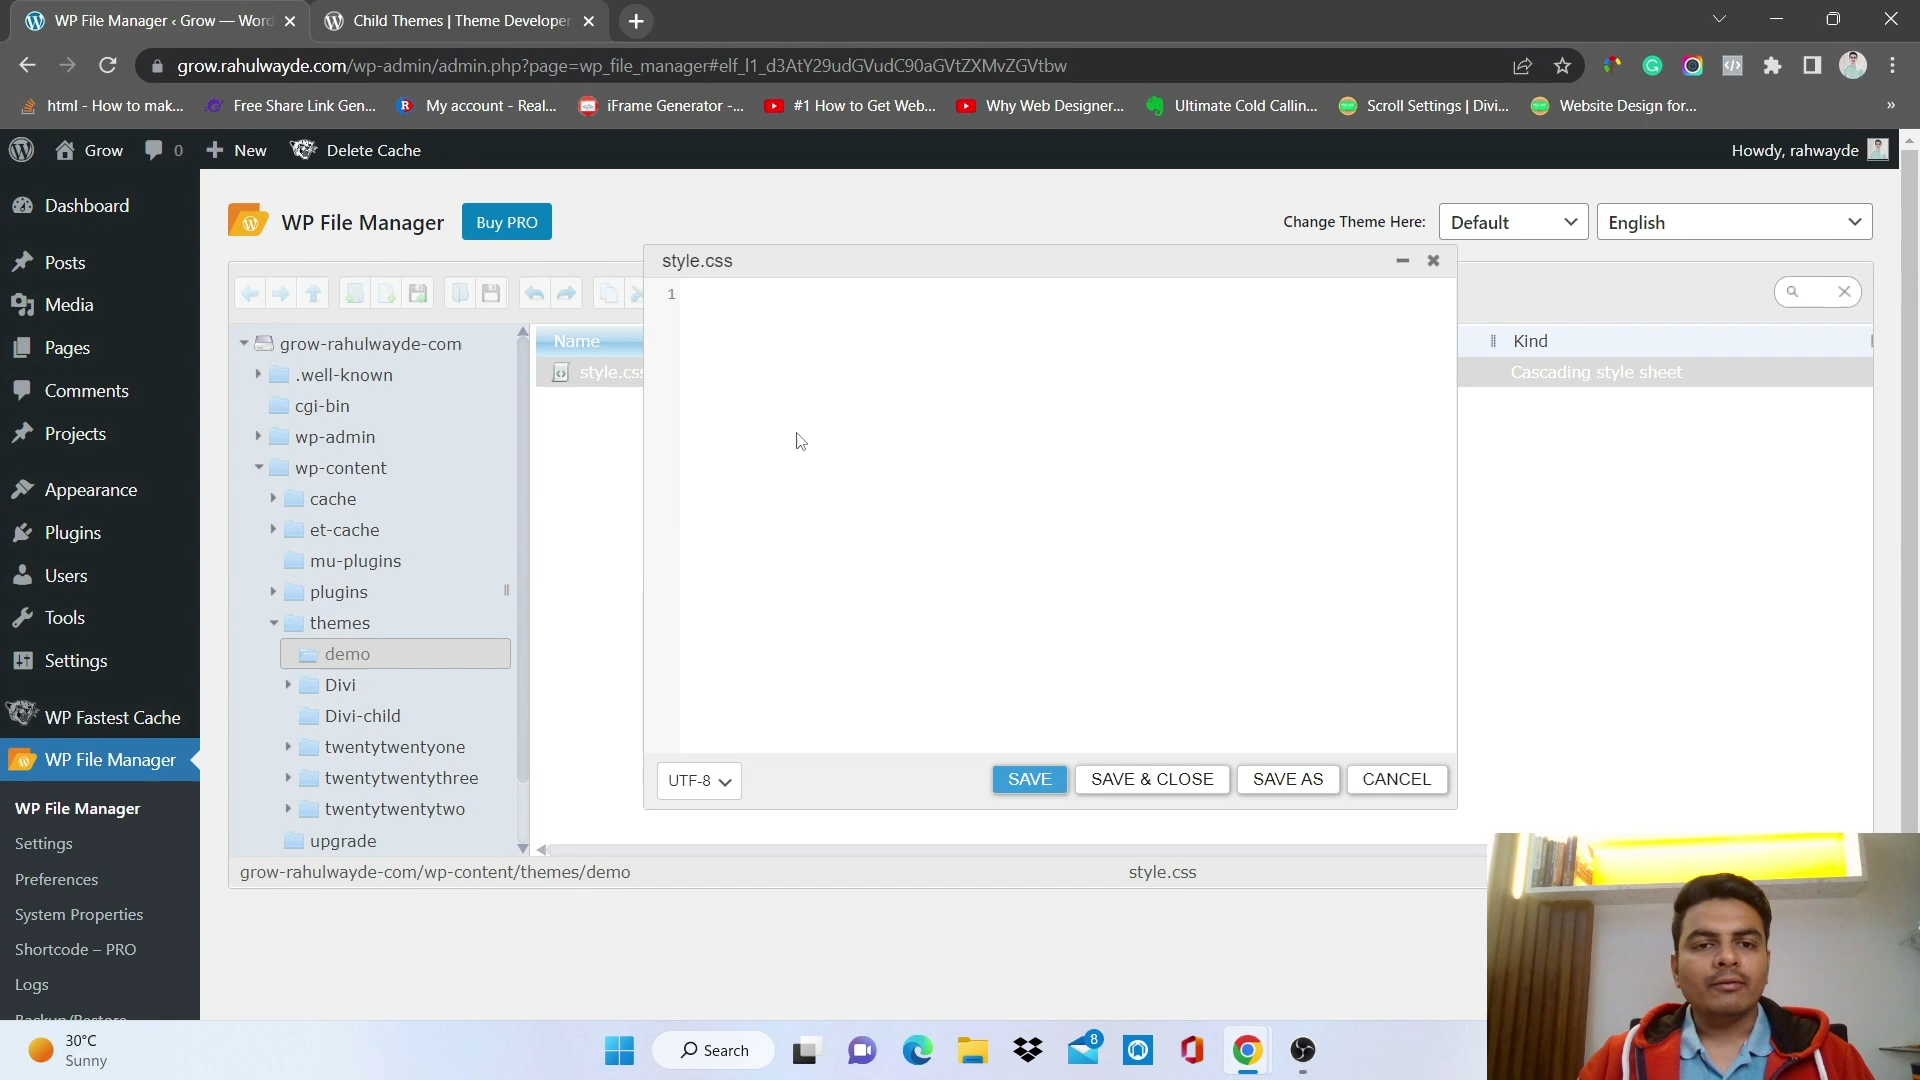 WP File Manager ‹ Grow — Word
Child Themes | Theme Developer
grow.rahulwayde.com/wp-admin/admin.php?page=wp_file_manager#elf_l1_d3AtY29udGVudC90aGVtZXMvZGVtbw
html - How to mak...
Free Share Link Gen...
My account - Real...
iFrame Generator -...
#1 How to Get Web...
Why Web Designer...
Ultimate Cold Callin...
Scroll Settings | Divi...
Website Design for...
»
Grow
0
New
Delete Cache
Howdy, rahwayde
Dashboard
Posts
Media
Pages
Comments
Projects
Appearance
Plugins
Users
Tools
Settings
WP Fastest Cache
WP File Manager
WP File Manager
Settings
Preferences
System Properties
Shortcode – PRO
Logs
Backup/Restore
WP File Manager
Buy PRO
Change Theme Here:
Default
English
grow-rahulwayde-com
.well-known
cgi-bin
wp-admin
wp-content
cache
et-cache
mu-plugins
plugins
themes
demo
Divi
Divi-child
twentytwentyone
twentytwentythree
twentytwentytwo
upgrade
Name
style.css
Kind
Cascading style sheet
style.css
1
UTF-8
SAVE
SAVE & CLOSE
SAVE AS
CANCEL
grow-rahulwayde-com/wp-content/themes/demo
style.css
30°C
Sunny
Search
8